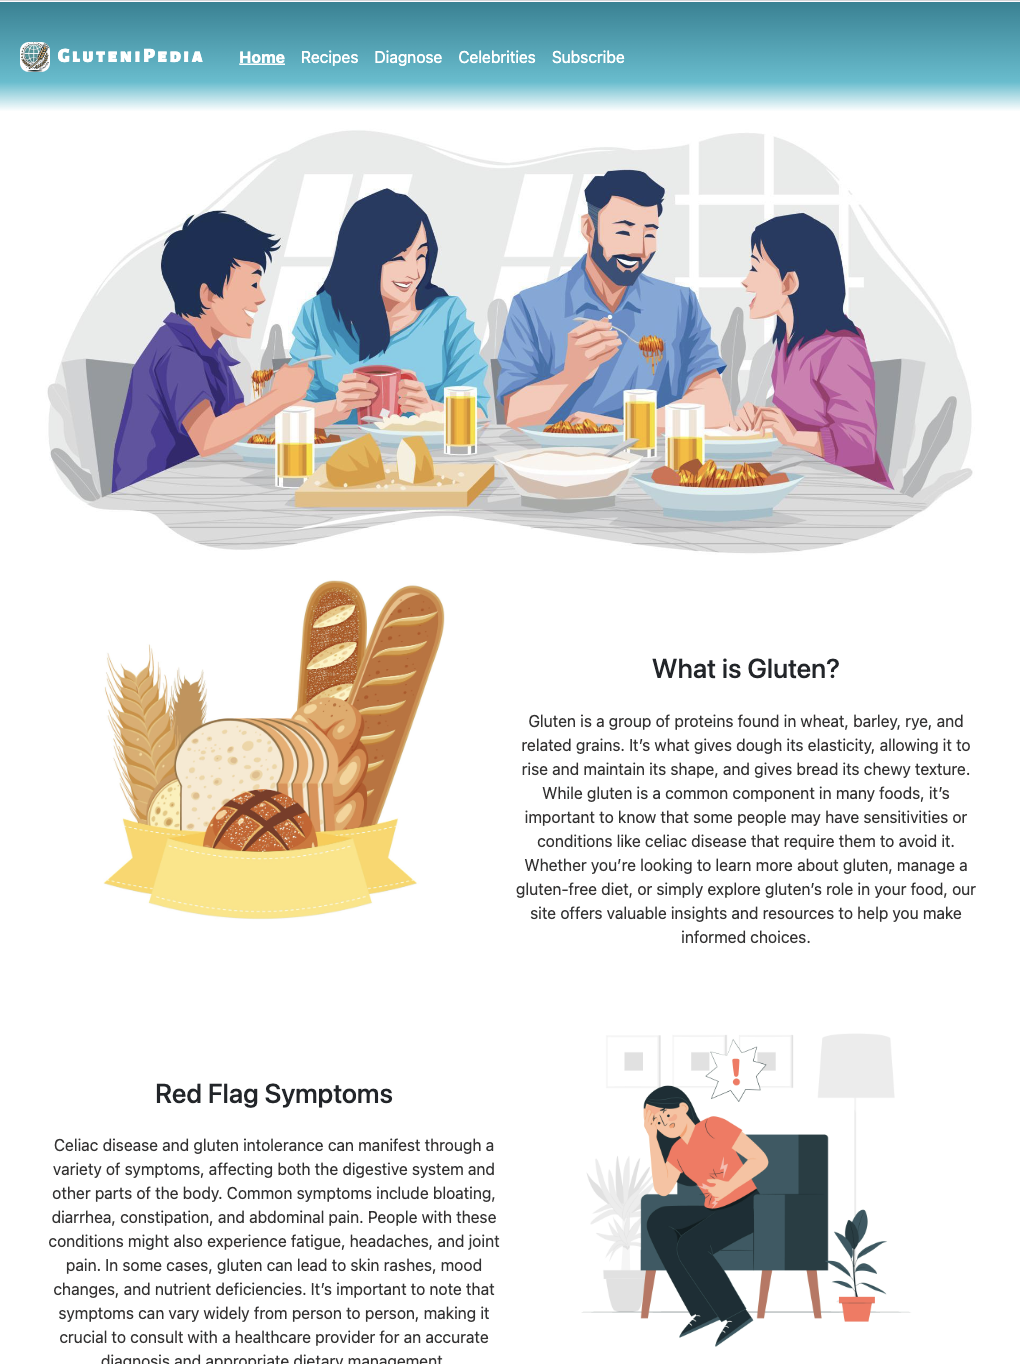 GluteniPedia Home Recipes Diagnose Celebrities Subscribe
What is Gluten?
Gluten is a group of proteins found in wheat, barley, rye, and
related grains. It’s what gives dough its elasticity, allowing it to
rise and maintain its shape, and gives bread its chewy texture.
While gluten is a common component in many foods, it’s
important to know that some people may have sensitivities or
conditions like celiac disease that require them to avoid it.
Whether you’re looking to learn more about gluten, manage a
gluten-free diet, or simply explore gluten’s role in your food, our
site offers valuable insights and resources to help you make
informed choices.
!
Red Flag Symptoms
Celiac disease and gluten intolerance can manifest through a
variety of symptoms, affecting both the digestive system and
other parts of the body. Common symptoms include bloating,
diarrhea, constipation, and abdominal pain. People with these
conditions might also experience fatigue, headaches, and joint
pain. In some cases, gluten can lead to skin rashes, mood
changes, and nutrient deficiencies. It’s important to note that
symptoms can vary widely from person to person, making it
crucial to consult with a healthcare provider for an accurate
diagnosis and appropriate dietary management.